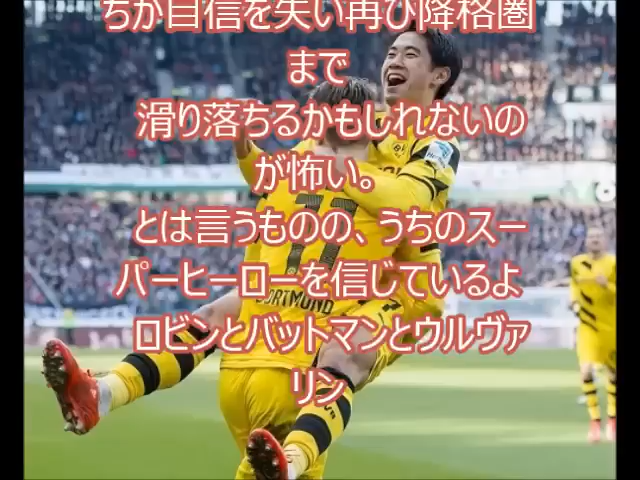 ちが自信を失い再び降格圏
まで
滑り落ちるかもしれないの
が怖い。
とは言うものの、うちのスー
パーヒーローを信じているよ
ロビンとバットマンとウルヴァ
リン
11
DORTMUND